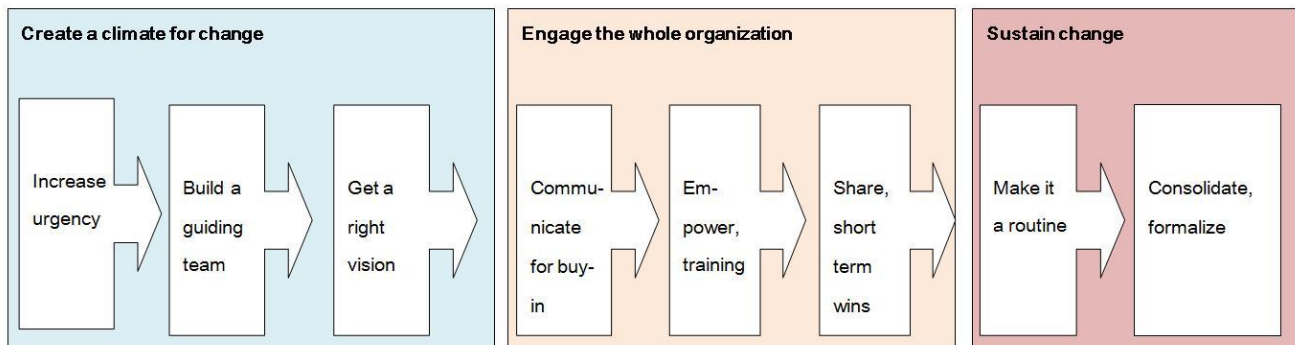 Create a climate for change
Increase
urgency
Build a
guiding
team
Get a
right
vision
Engage the whole organization
Commu-
nicate
for buy-
in
Em-
power,
training
Share,
short
term
wins
Sustain change
Make it
a routine
Consolidate,
formalize